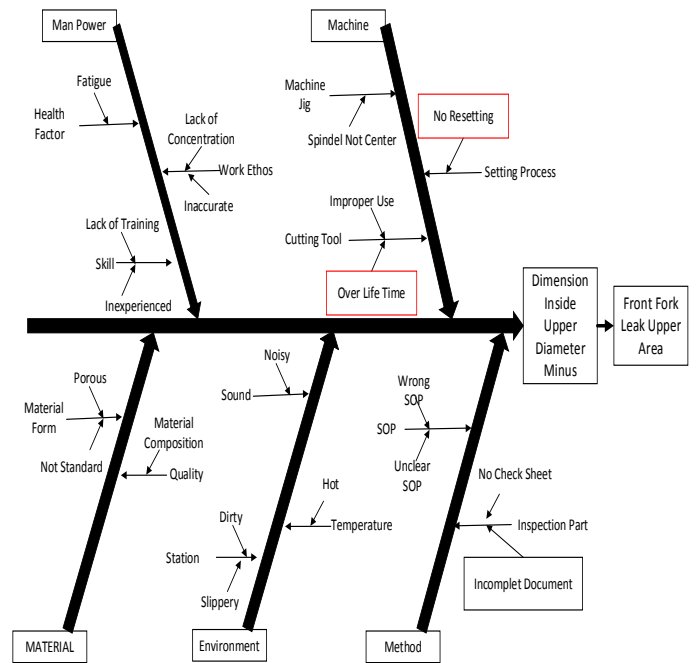 Man Power
Machine
Fatigue
Health
Factor
Lack of
Concentration
Work Ethos
Inaccurate
Lack of Training
Skill
Inexperienced
Machine
Jig
Spindel Not Center
No Resetting
Setting Process
Improper Use
Cutting Tool
Over Life Time
Dimension
Inside
Upper
Diameter
Minus
Front Fork
Leak Upper
Area
Porous
Material
Form
Not Standard
Material
Composition
Quality
Noisy
Sound
Hot
Temperature
Dirty
Station
Slippery
Wrong
SOP
SOP
Unclear
SOP
No Check Sheet
Inspection Part
Incomplet Document
MATERIAL
Environment
Method